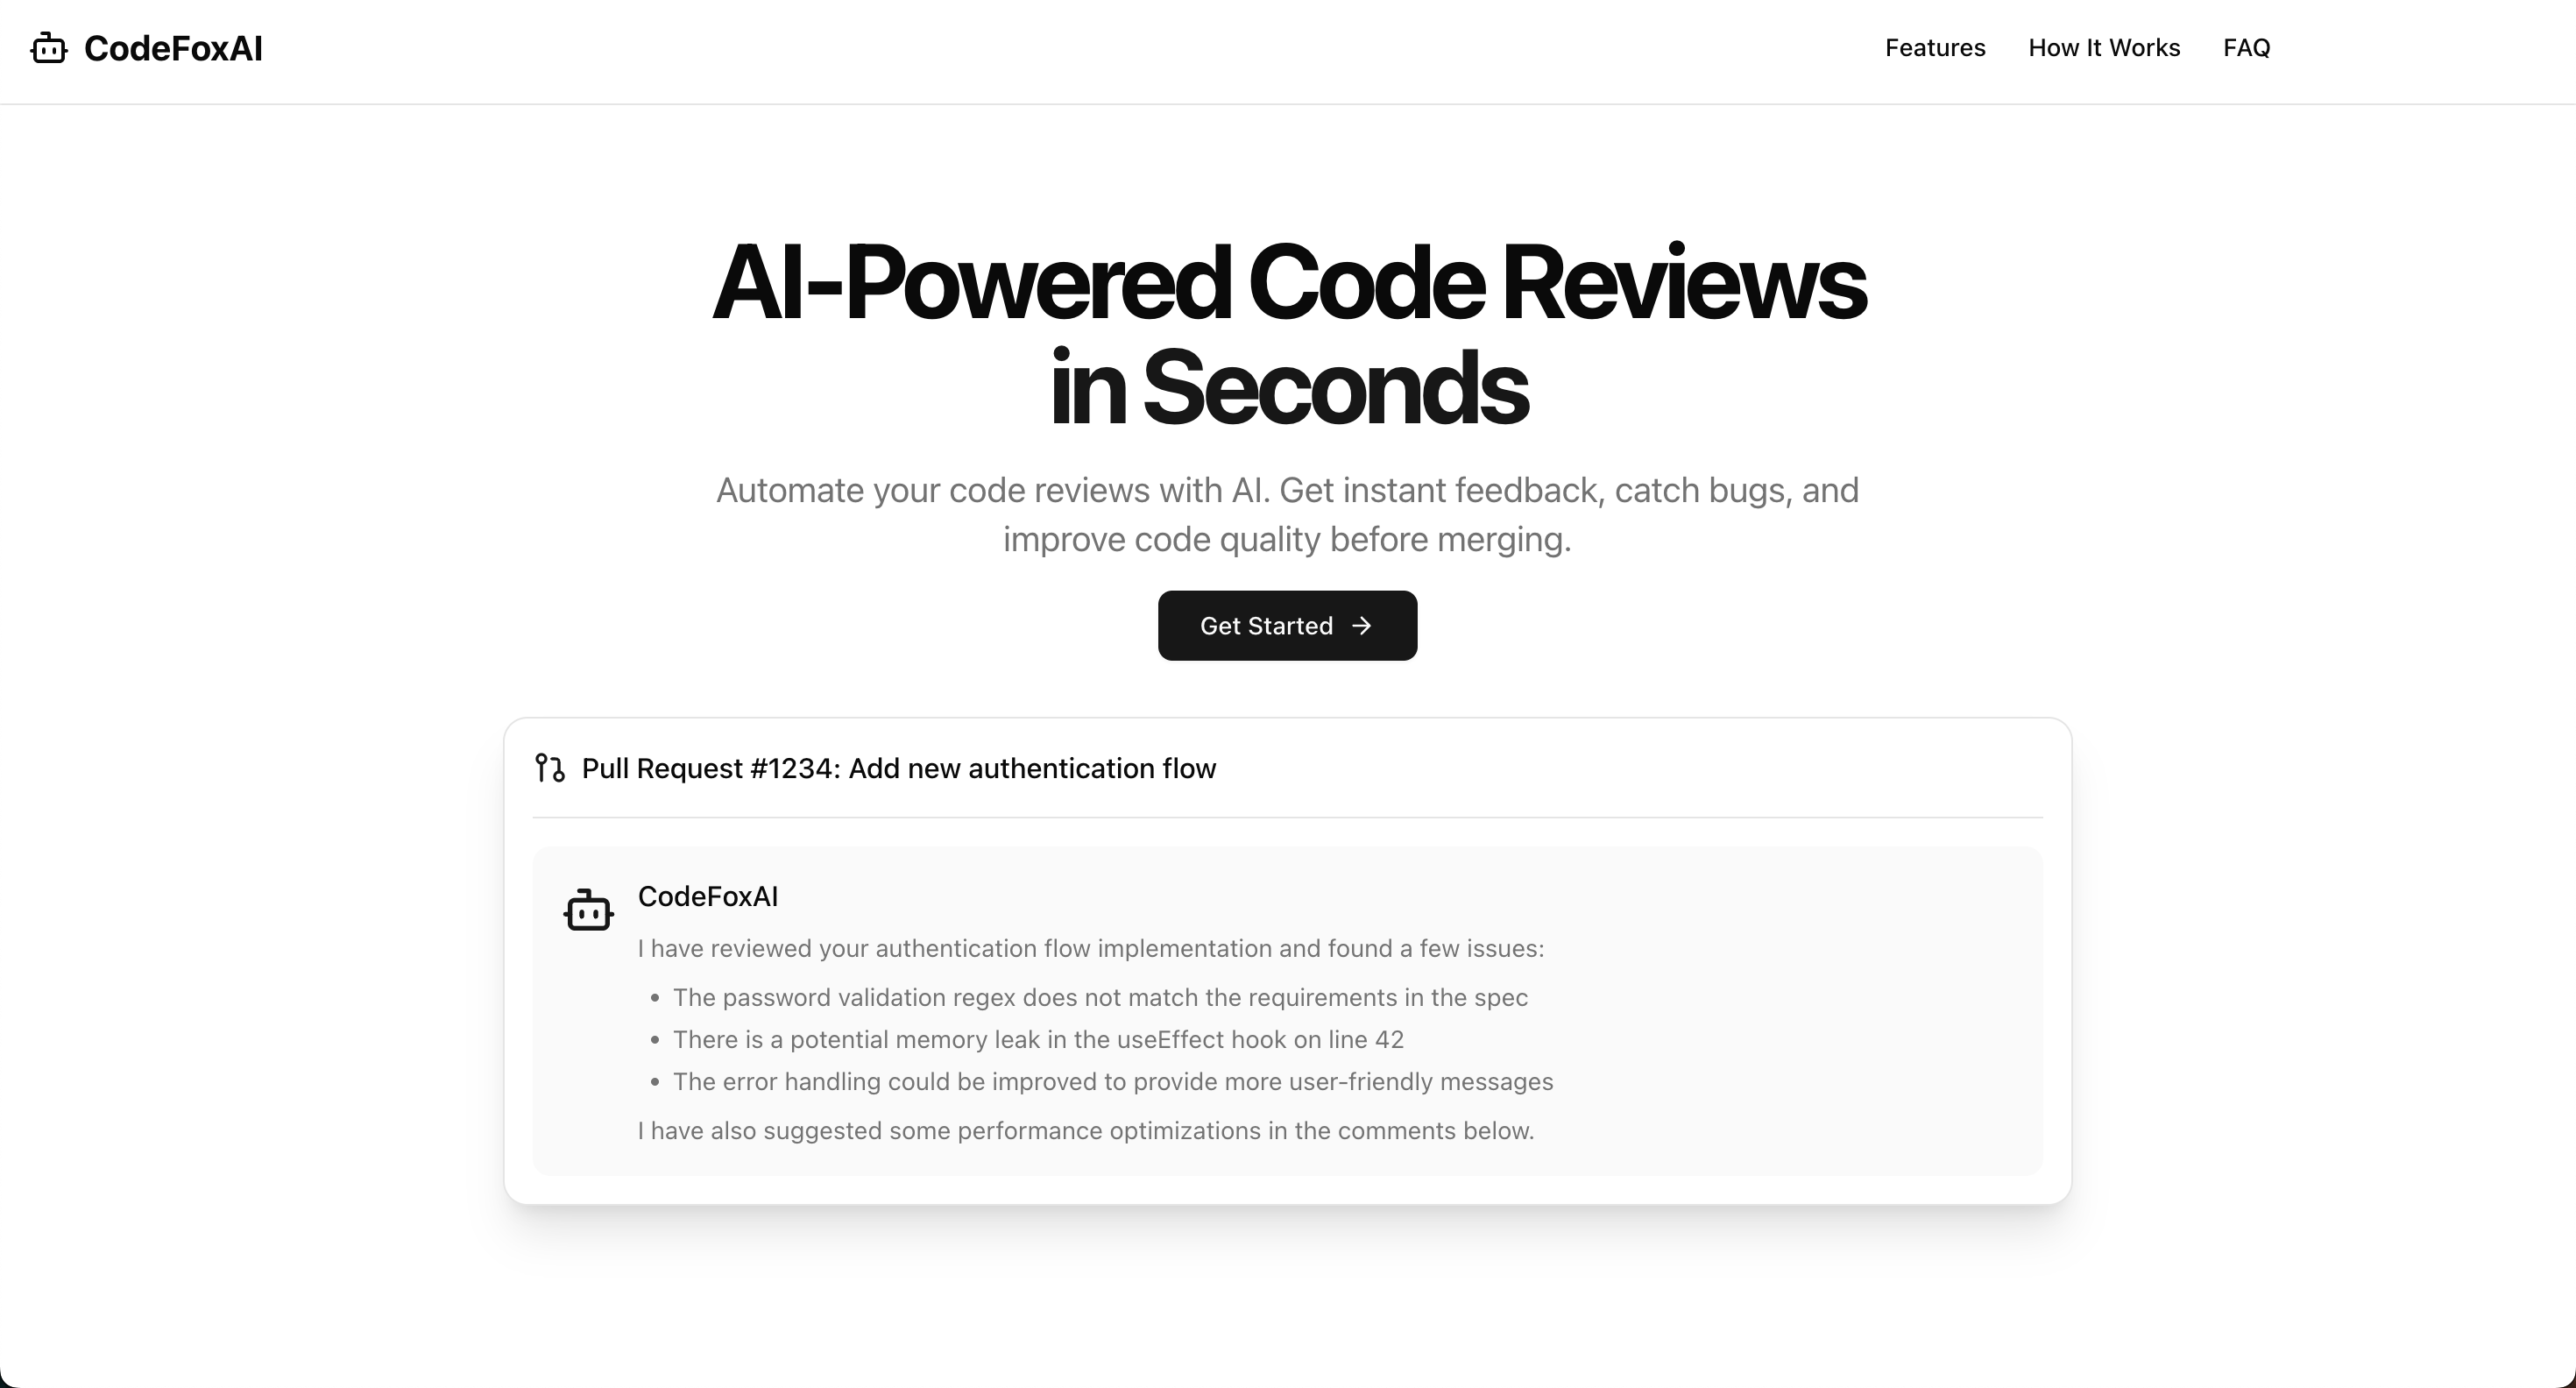 CodeFoxAI
Features
How It Works
FAQ
AI-Powered Code Reviews
in Seconds
Automate your code reviews with AI. Get instant feedback, catch bugs, and
improve code quality before merging.
Get Started →
Pull Request #1234: Add new authentication flow
CodeFoxAI
I have reviewed your authentication flow implementation and found a few issues:
• The password validation regex does not match the requirements in the spec
• There is a potential memory leak in the useEffect hook on line 42
• The error handling could be improved to provide more user-friendly messages
I have also suggested some performance optimizations in the comments below.